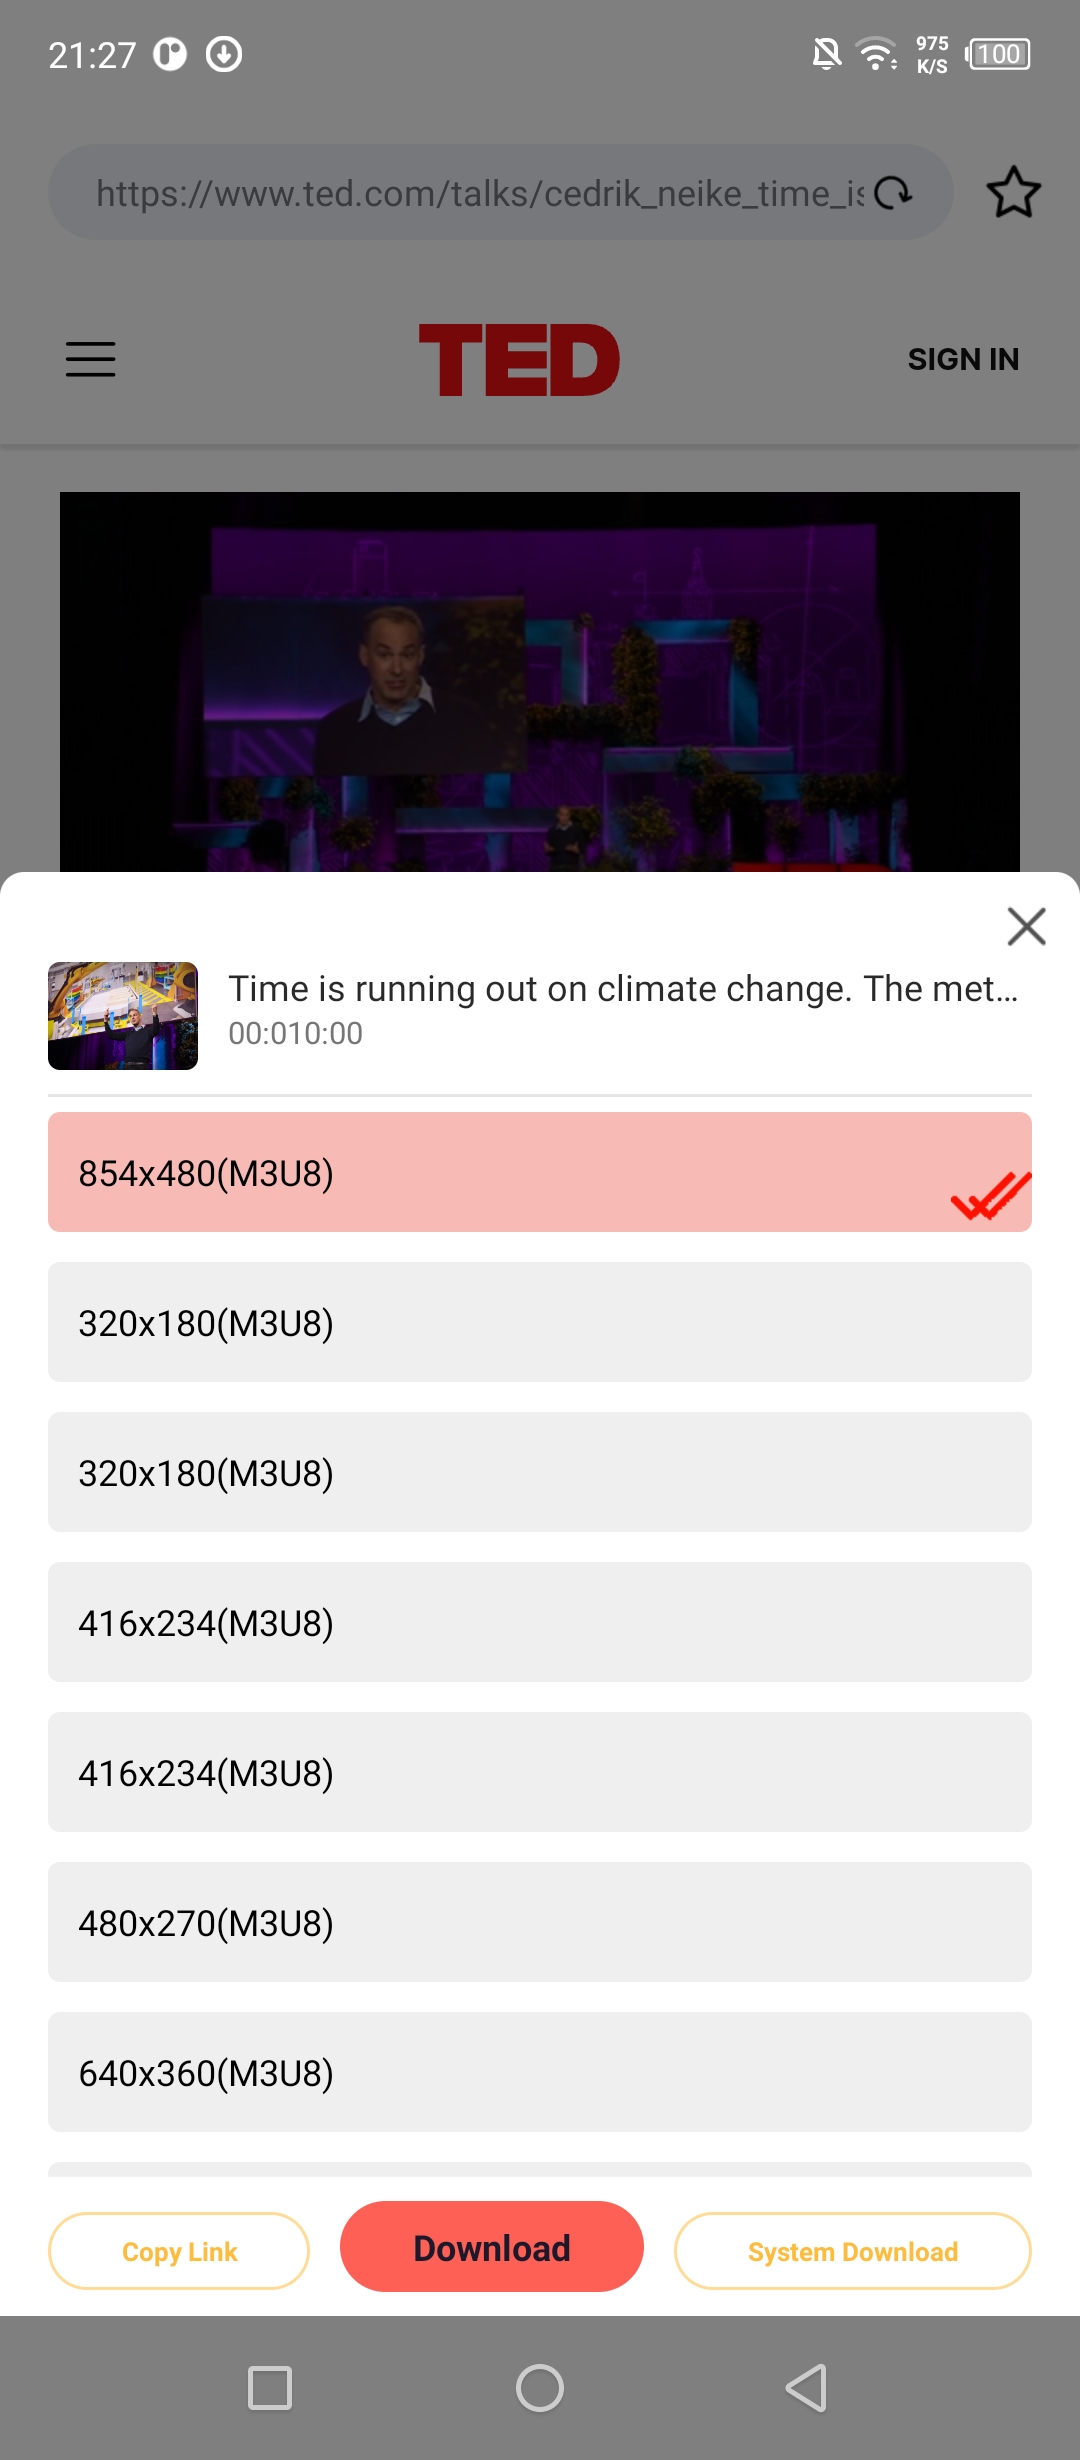 21:27
975
K/S
100
https://www.ted.com/talks/cedrik_neike_time_is
TED
SIGN IN
Time is running out on climate change. The met...
00:010:00
854x480(M3U8)
320x180(M3U8)
320x180(M3U8)
416x234(M3U8)
416x234(M3U8)
480x270(M3U8)
640x360(M3U8)
Copy Link
Download
System Download